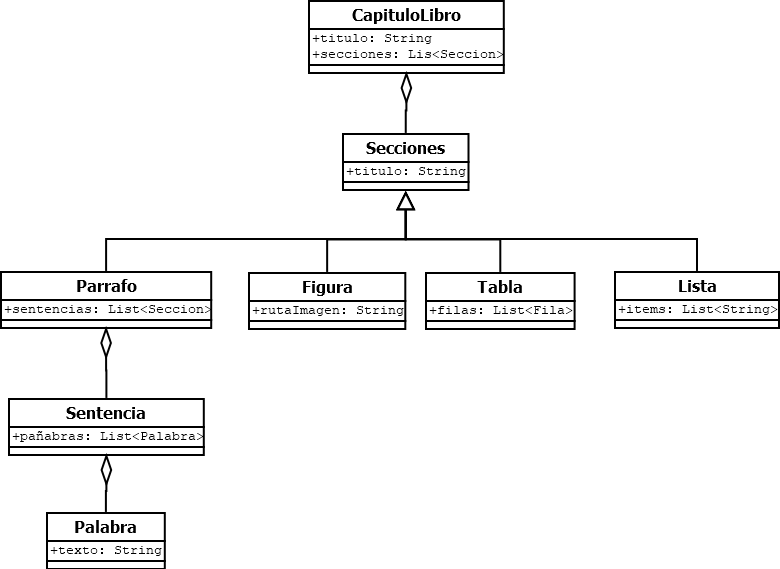 CapituloLibro
+titulo: String
+secciones: Lis<Seccion>
Secciones
+titulo: String
Parrafo
+sentencias: List<Seccion>
Figura
+rutaImagen: String
Tabla
+filas: List<Fila>
Lista
+items: List<String>
Sentencia
+pañabras: List<Palabra>
Palabra
+texto: String